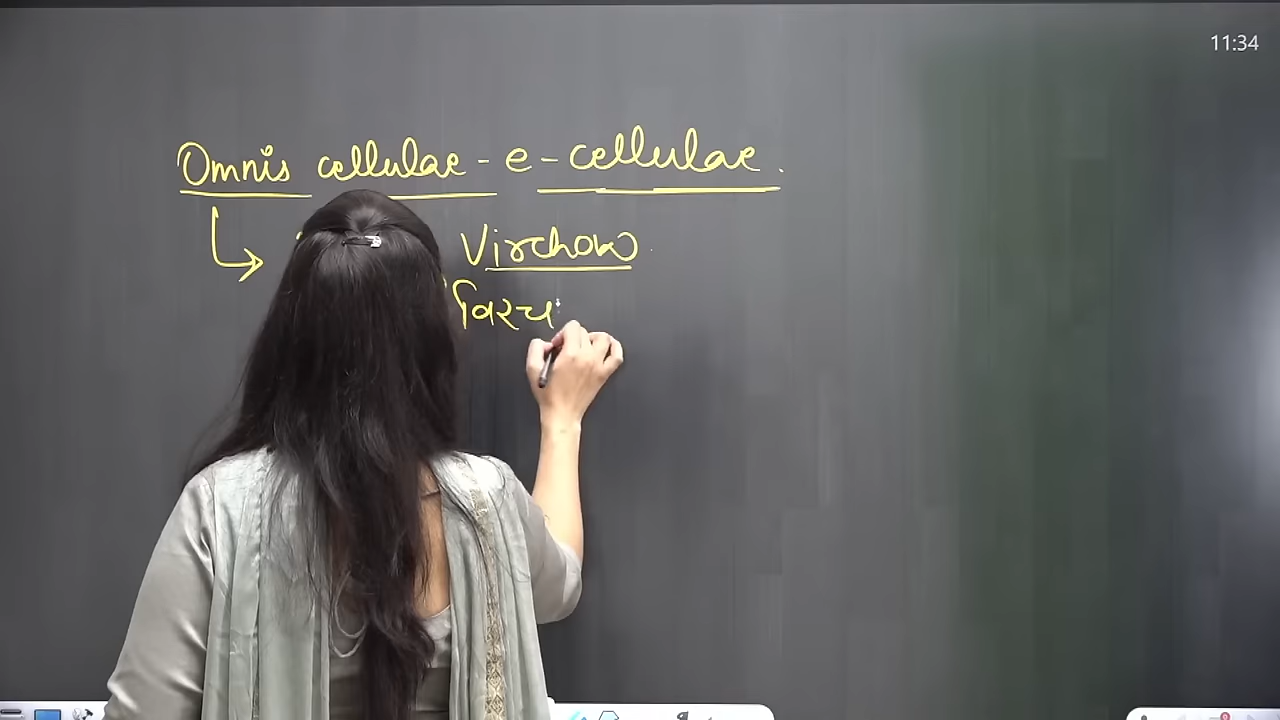 11:34
Omnis cellulae - e - cellulae.
Virchow
विरच